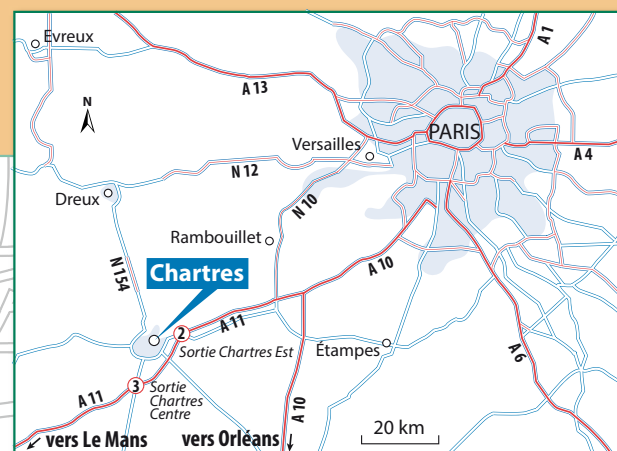 Evreux
A 1
A 13
N
PARIS
Versailles
A 4
N 12
Dreux
N 10
Rambouillet
N 154
Chartres
A 10
2
A 11
Sortie Chartres Est
Étampes
A 6
3
Sortie
Chartres
Centre
A 11
A 10
20 km
vers Le Mans
vers Orléans